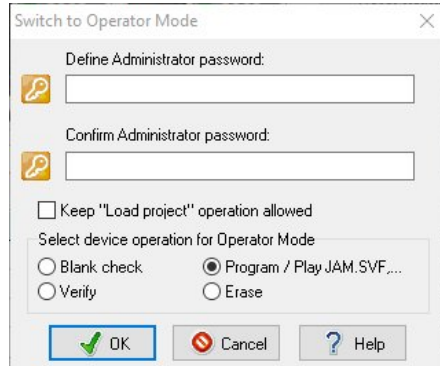 Switch to Operator Mode
Define Administrator password:
Confirm Administrator password:
Keep "Load project" operation allowed
Select device operation for Operator Mode
Blank check
Program / Play JAM.SVF,...
Verify
Erase
OK
Cancel
? Help